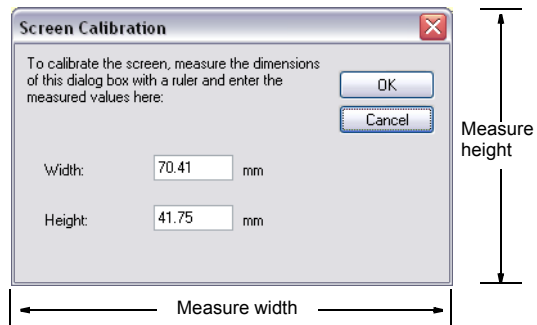 Screen Calibration
To calibrate the screen, measure the dimensions
of this dialog box with a ruler and enter the
measured values here:
OK
Cancel
Width: 70.41 mm
Height: 41.75 mm
Measure
height
Measure width